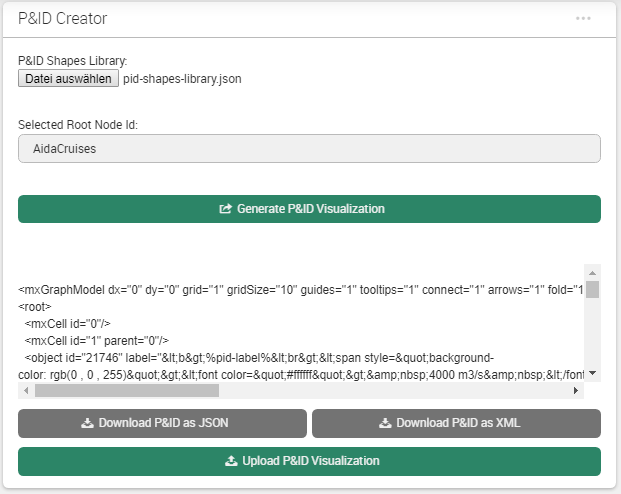 P&ID Creator
P&ID Shapes Library:
Datei auswählen pid-shapes-library.json
Selected Root Node Id:
AidaCruises
Generate P&ID Visualization
<mxGraphModel dx="0" dy="0" grid="1" gridSize="10" guides="1" tooltips="1" connect="1" arrows="1" fold="1
<root>
<mxCell id="0"/>
<mxCell id="1" parent="0"/>
<object id="21746" label="&lt;b&gt;%pid-label%&lt;br&gt;&lt;span style=&quot;background-
color: rgb(0 , 0 , 255)&quot;&gt;&lt;font color=&quot;#ffffff&quot;&gt;&amp;nbsp;4000 m3/s&amp;nbsp;&lt;/font
Download P&ID as JSON
Download P&ID as XML
Upload P&ID Visualization